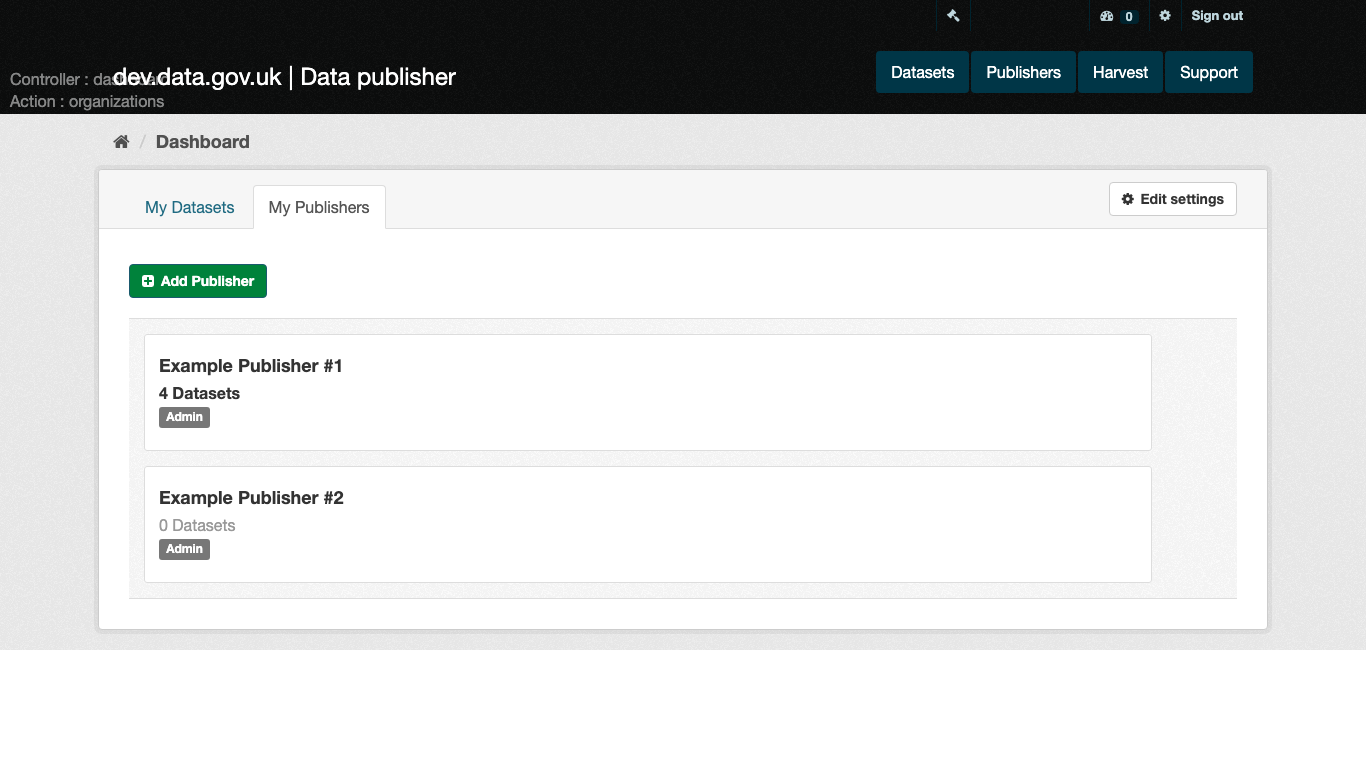 0 Sign out
Controller : dashboard
dev.data.gov.uk | Data publisher
Datasets Publishers Harvest Support
Action : organizations
/ Dashboard
My Datasets My Publishers Edit settings
Add Publisher
Example Publisher #1
4 Datasets
Admin
Example Publisher #2
0 Datasets
Admin